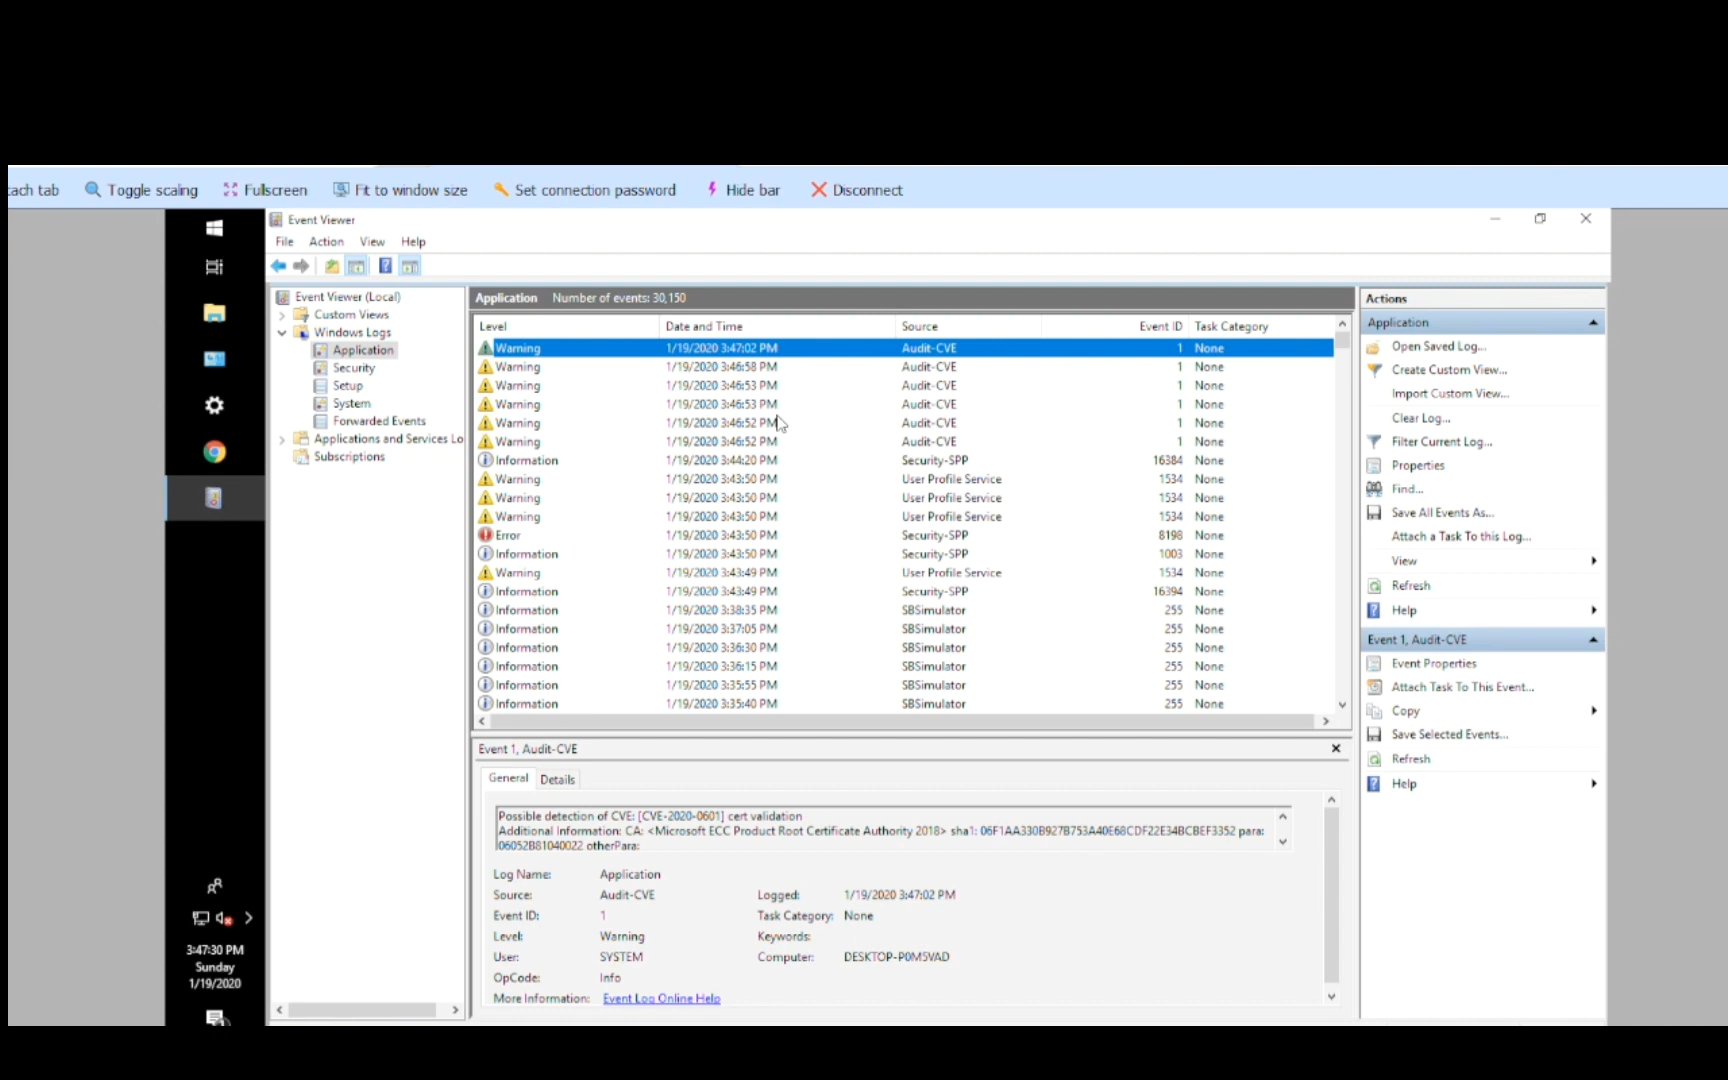 tach tab Toggle scaling Fullscreen Fit to window size Set connection password Hide bar Disconnect
Event Viewer
File Action View Help
Event Viewer (Local)
Custom Views
Windows Logs
Application
Security
Setup
System
Forwarded Events
Applications and Services Lo
Subscriptions
Application Number of events: 30,150
Level Date and Time Source Event ID Task Category
Warning 1/19/2020 3:47:02 PM Audit-CVE 1 None
Warning 1/19/2020 3:46:58 PM Audit-CVE 1 None
Warning 1/19/2020 3:46:53 PM Audit-CVE 1 None
Warning 1/19/2020 3:46:53 PM Audit-CVE 1 None
Warning 1/19/2020 3:46:52 PM Audit-CVE 1 None
Warning 1/19/2020 3:46:52 PM Audit-CVE 1 None
Information 1/19/2020 3:44:20 PM Security-SPP 16384 None
Warning 1/19/2020 3:43:50 PM User Profile Service 1534 None
Warning 1/19/2020 3:43:50 PM User Profile Service 1534 None
Warning 1/19/2020 3:43:50 PM User Profile Service 1534 None
Error 1/19/2020 3:43:50 PM Security-SPP 8198 None
Information 1/19/2020 3:43:50 PM Security-SPP 1003 None
Warning 1/19/2020 3:43:49 PM User Profile Service 1534 None
Information 1/19/2020 3:43:49 PM Security-SPP 16394 None
Information 1/19/2020 3:38:35 PM SBSimulator 255 None
Information 1/19/2020 3:37:05 PM SBSimulator 255 None
Information 1/19/2020 3:36:30 PM SBSimulator 255 None
Information 1/19/2020 3:36:15 PM SBSimulator 255 None
Information 1/19/2020 3:35:55 PM SBSimulator 255 None
Information 1/19/2020 3:35:40 PM SBSimulator 255 None
Event 1, Audit-CVE
General Details
Possible detection of CVE: [CVE-2020-0601] cert validation
Additional Information: CA: <Microsoft ECC Product Root Certificate Authority 2018> sha1: 06F1AA330B927B753A40E68CDF22E34BCBEF3352 para:
06052B81040022 otherPara:
Log Name: Application
Source: Audit-CVE Logged: 1/19/2020 3:47:02 PM
Event ID: 1 Task Category: None
Level: Warning Keywords:
User: SYSTEM Computer: DESKTOP-P0M5VAD
OpCode: Info
More Information: Event Log Online Help
Actions
Application
Open Saved Log...
Create Custom View...
Import Custom View...
Clear Log...
Filter Current Log...
Properties
Find...
Save All Events As...
Attach a Task To this Log...
View
Refresh
Help
Event 1, Audit-CVE
Event Properties
Attach Task To This Event...
Copy
Save Selected Events...
Refresh
Help
3:47:30 PM
Sunday
1/19/2020